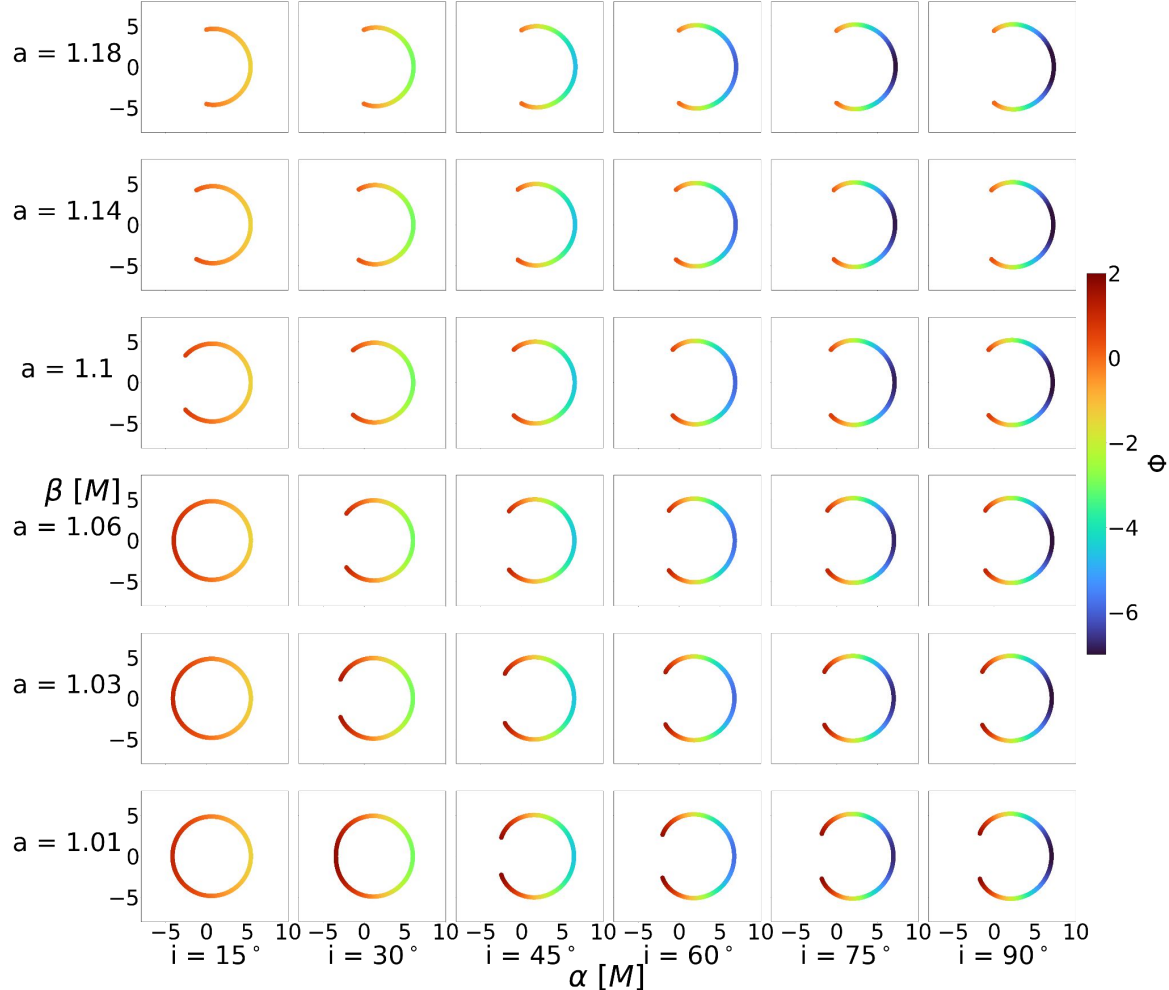 a = 1.18
5
0
−5
a = 1.14
5
0
−5
a = 1.1
5
0
−5
β [M]
a = 1.06
5
0
−5
a = 1.03
5
0
−5
a = 1.01
5
0
−5
2
0
−2
−4
−6
Φ
−5 0 5 10 −5 0 5 10 −5 0 5 10 −5 0 5 10 −5 0 5 10 −5 0 5 10
i = 15° i = 30° i = 45° i = 60° i = 75° i = 90°
α [M]